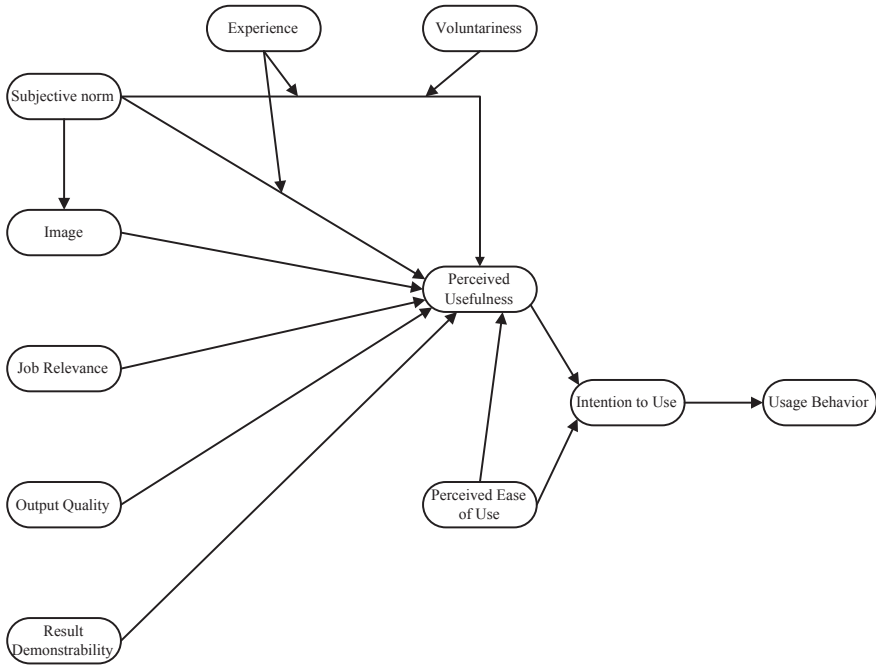 Experience
Voluntariness
Subjective norm
Image
Perceived
Usefulness
Job Relevance
Intention to Use
Usage Behavior
Output Quality
Perceived Ease
of Use
Result
Demonstrability